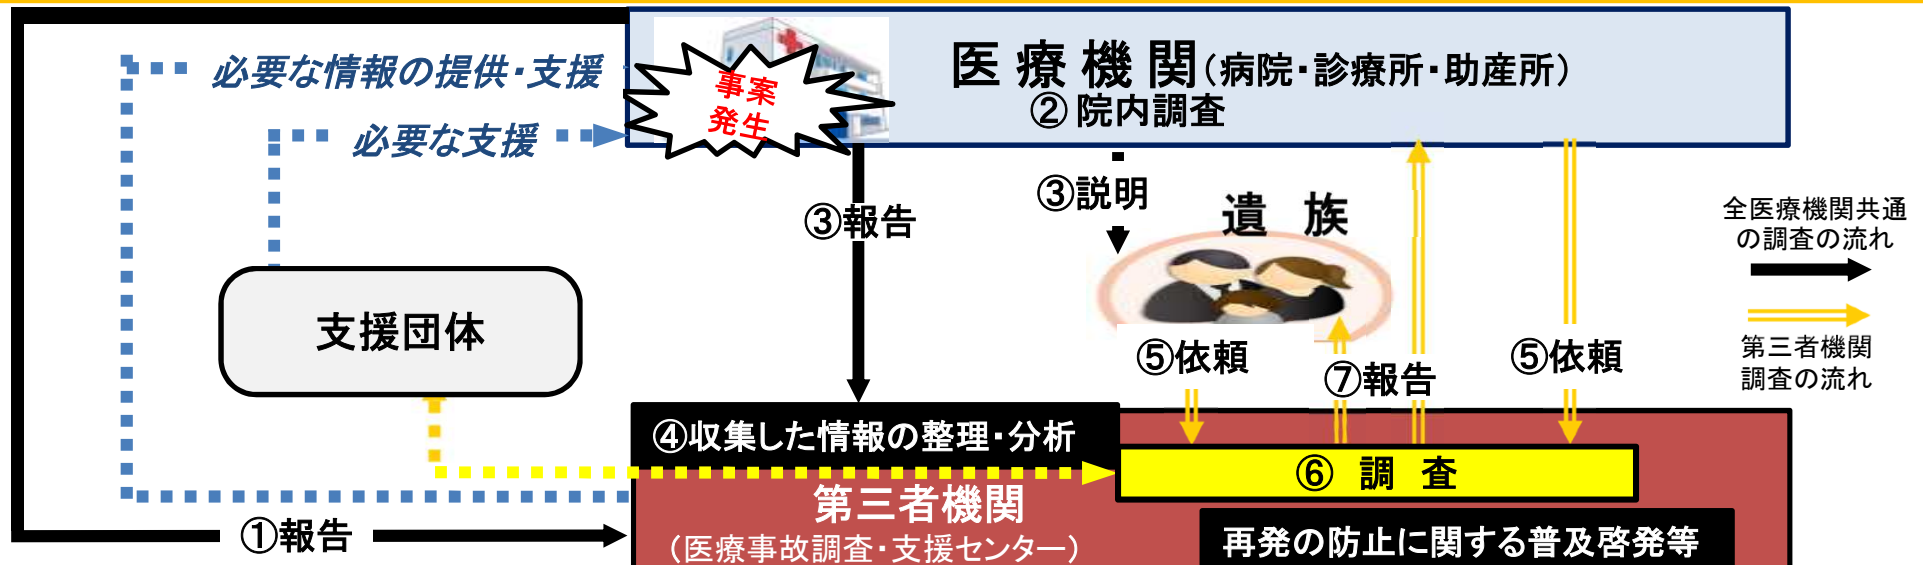 医 療 機 関（病院・診療所・助産所）
② 院内調査
事案
発生
必要な情報の提供・支援
必要な支援
③報告
③説明
遺　族
全医療機関共通
の調査の流れ
第三者機関
調査の流れ
支援団体
⑤依頼
⑦報告
⑤依頼
④収集した情報の整理・分析
⑥　調　査
第三者機関
（医療事故調査・支援センター）
①報告
再発の防止に関する普及啓発等